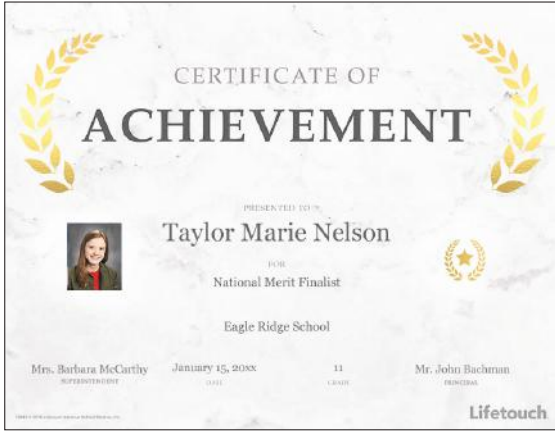 CERTIFICATE OF
ACHIEVEMENT
PRESENTED TO
Taylor Marie Nelson
FOR
National Merit Finalist
Eagle Ridge School
Mrs. Barbara McCarthy January 15, 20xx 11 Mr. John Bachman
SUPERINTENDENT DATE GRADE PRINCIPAL
Lifetouch